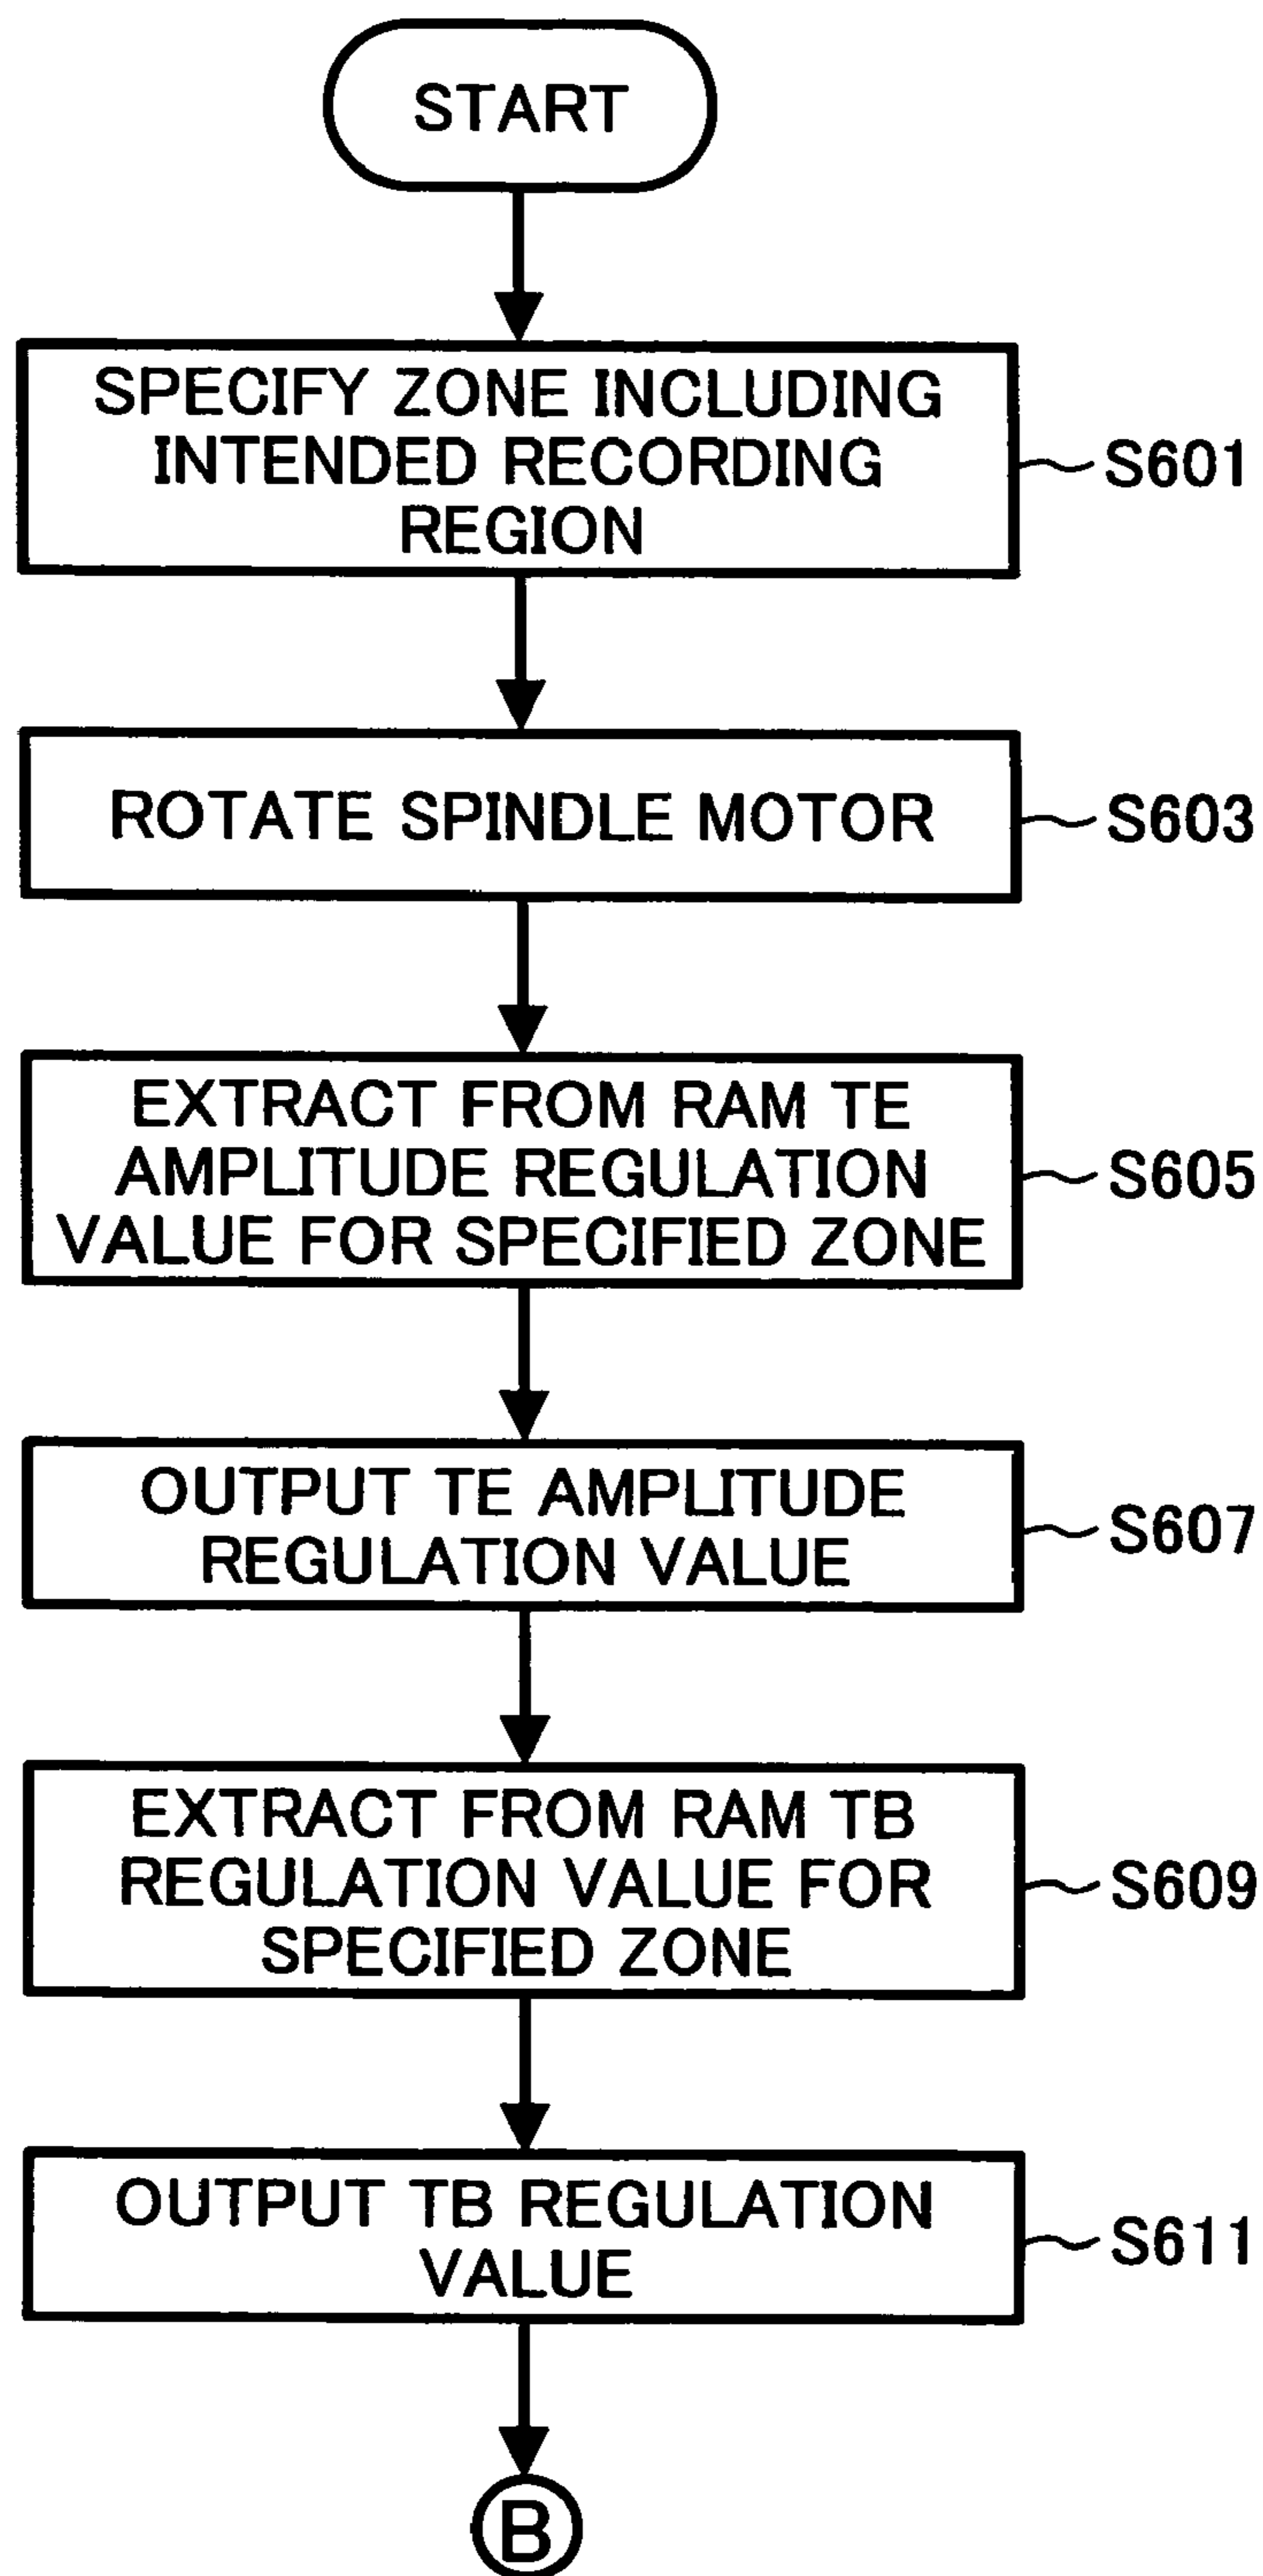 START
SPECIFY ZONE INCLUDING
INTENDED RECORDING
REGION
S601
ROTATE SPINDLE MOTOR
S603
EXTRACT FROM RAM TE
AMPLITUDE REGULATION
VALUE FOR SPECIFIED ZONE
S605
OUTPUT TE AMPLITUDE
REGULATION VALUE
S607
EXTRACT FROM RAM TB
REGULATION VALUE FOR
SPECIFIED ZONE
S609
OUTPUT TB REGULATION
VALUE
S611
B